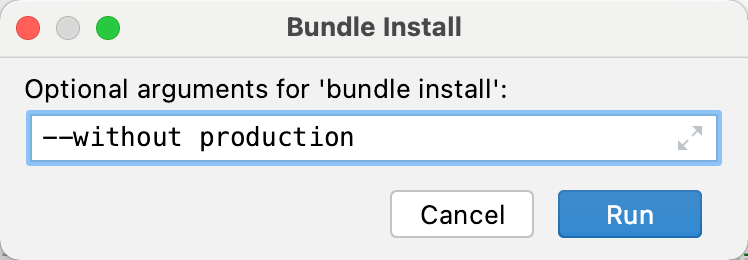 Bundle Install
Optional arguments for 'bundle install':
--without production
Cancel
Run